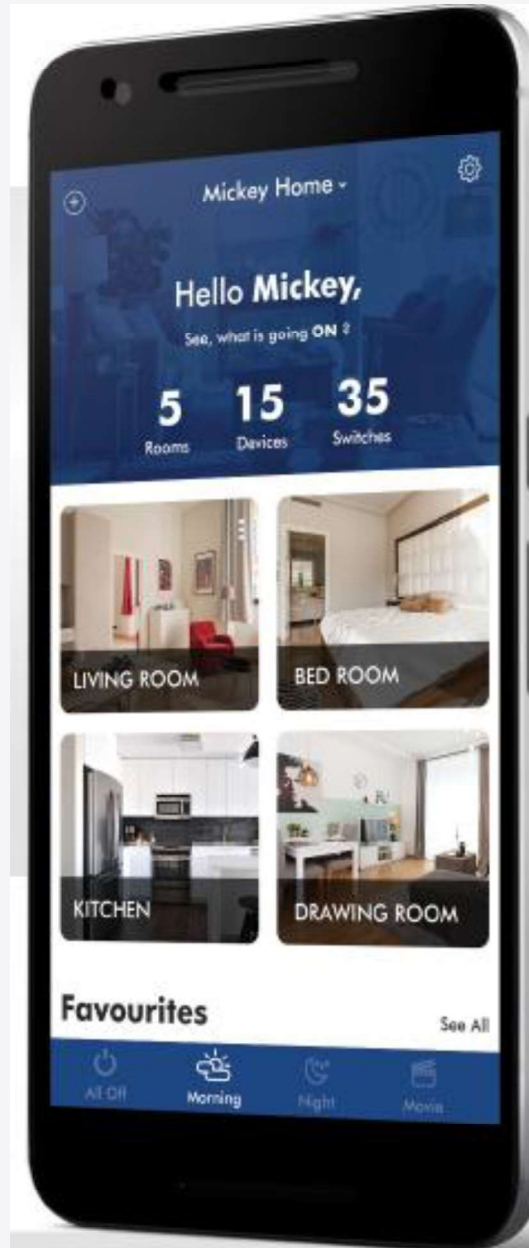 Mickey Home
Hello Mickey,
See, what is going ON ?
5 15 35
Rooms Devices Switches
LIVING ROOM
BED ROOM
KITCHEN
DRAWING ROOM
Favourites
See All
All Off Morning Night Movie